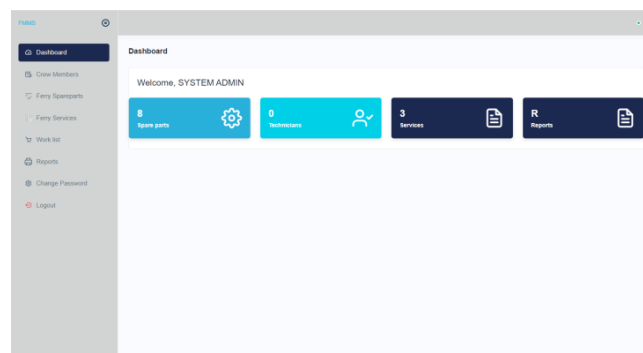 FMMS
Dashboard
Crew Members
Ferry Spareparts
Ferry Services
Work list
Reports
Change Password
Logout
Dashboard
Welcome, SYSTEM ADMIN
8
Spare parts
0
Technicians
3
Services
R
Reports